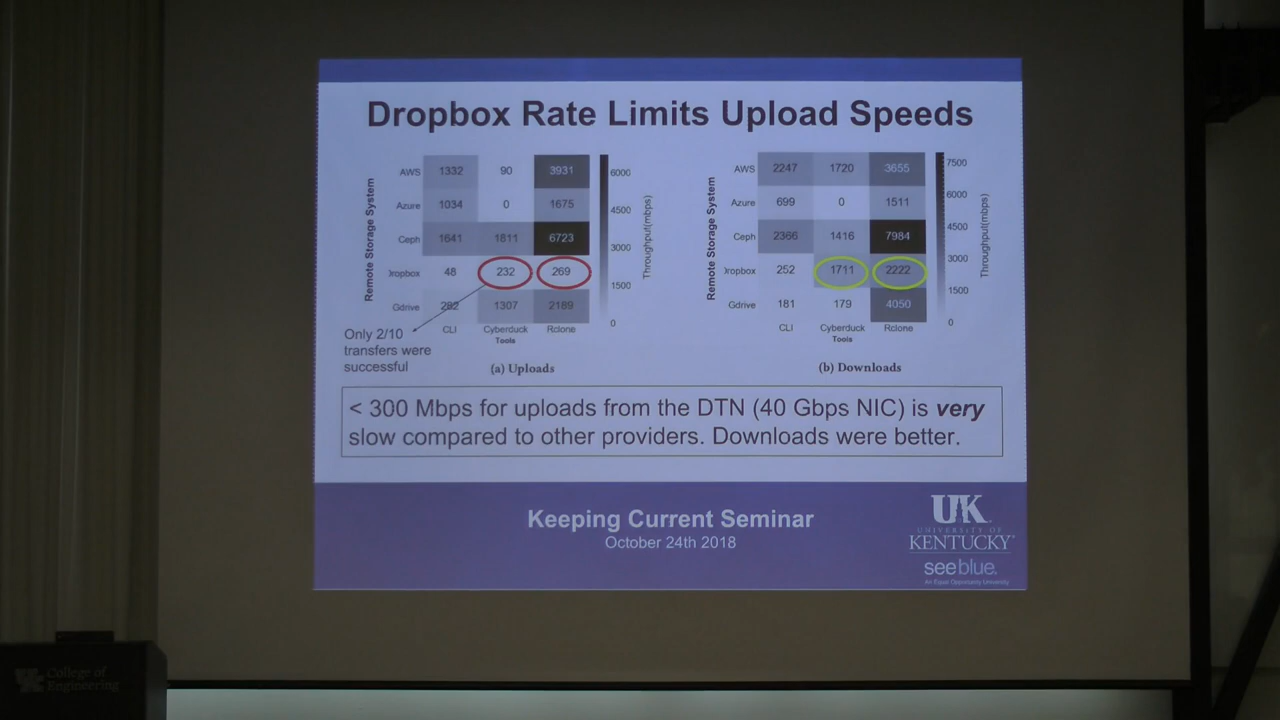 Dropbox Rate Limits Upload Speeds
Remote Storage System
AWS 1332 90 3931
Azure 1034 0 1675
Ceph 1641 1811 6723
Dropbox 48 232 269
Gdrive 282 1307 2189
CLI Cyberduck Rclone
Tools
6000
4500
3000
1500
0
Throughput(mbps)
Only 2/10
transfers were
successful
(a) Uploads
Remote Storage System
AWS 2247 1720 3655
Azure 699 0 1511
Ceph 2366 1416 7984
Dropbox 252 1711 2222
Gdrive 181 179 4050
CLI Cyberduck Rclone
Tools
7500
6000
4500
3000
1500
0
Throughput(mbps)
(b) Downloads
< 300 Mbps for uploads from the DTN (40 Gbps NIC) is very
slow compared to other providers. Downloads were better.
Keeping Current Seminar
October 24th 2018
UK
UNIVERSITY OF
KENTUCKY
seeblue.
An Equal Opportunity University
UK College of
Engineering